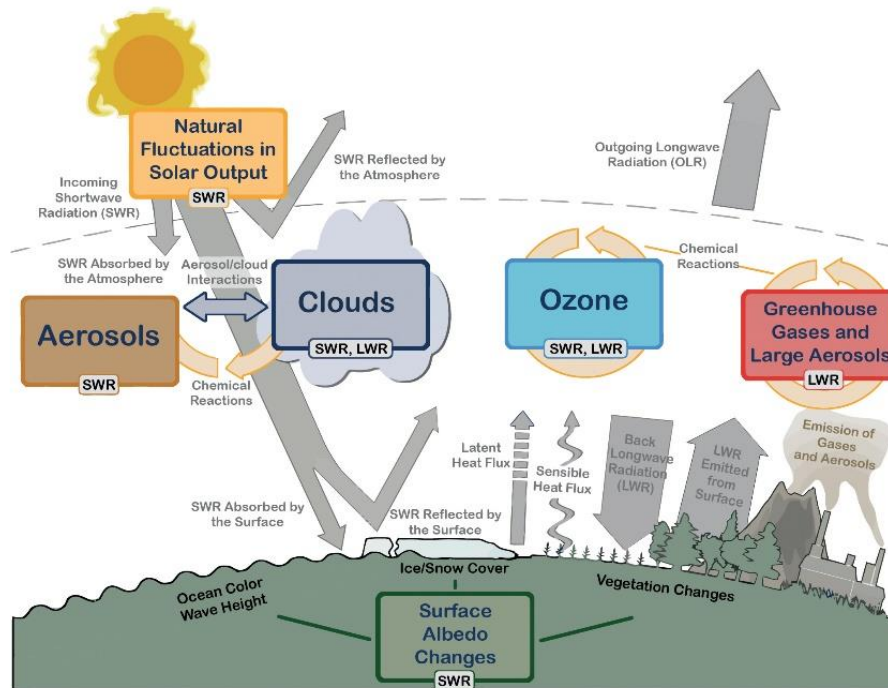 Natural
Fluctuations in
Solar Output
SWR
Incoming
Shortwave
Radiation (SWR)
SWR Reflected by
the Atmosphere
Outgoing Longwave
Radiation (OLR)
SWR Absorbed by
the Atmosphere
Aerosol/cloud
Interactions
Chemical
Reactions
Aerosols
SWR
Clouds
SWR, LWR
Ozone
SWR, LWR
Greenhouse
Gases and
Large Aerosols
LWR
Chemical
Reactions
Latent
Heat Flux
Sensible
Heat Flux
Back
Longwave
Radiation
(LWR)
LWR
Emitted
from
Surface
Emission of
Gases
and Aerosols
SWR Absorbed by
the Surface
SWR Reflected by
the Surface
Ice/Snow Cover
Ocean Color
Wave Height
Vegetation Changes
Surface
Albedo
Changes
SWR